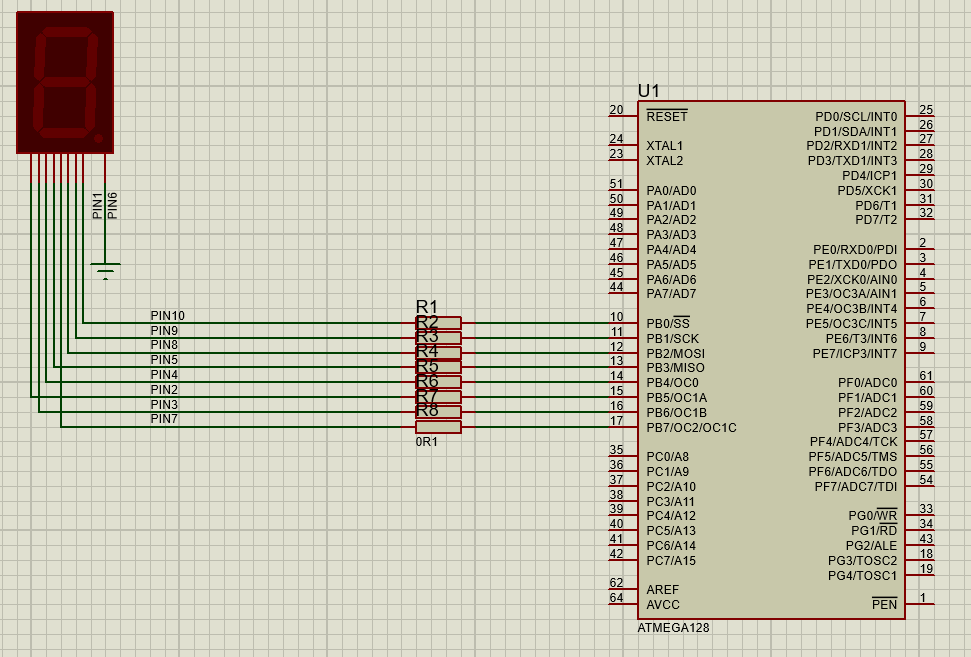 PIN1
PIN6
PIN10
PIN9
PIN8
PIN5
PIN4
PIN2
PIN3
PIN7
R1
R2
R3
R4
R5
R6
R7
R8
0R1
U1
20 RESET
24 XTAL1
23 XTAL2
51 PA0/AD0
50 PA1/AD1
49 PA2/AD2
48 PA3/AD3
47 PA4/AD4
46 PA5/AD5
45 PA6/AD6
44 PA7/AD7
10 PB0/SS
11 PB1/SCK
12 PB2/MOSI
13 PB3/MISO
14 PB4/OC0
15 PB5/OC1A
16 PB6/OC1B
17 PB7/OC2/OC1C
35 PC0/A8
36 PC1/A9
37 PC2/A10
38 PC3/A11
39 PC4/A12
40 PC5/A13
41 PC6/A14
42 PC7/A15
62 AREF
64 AVCC
PD0/SCL/INT0 25
PD1/SDA/INT1 26
PD2/RXD1/INT2 27
PD3/TXD1/INT3 28
PD4/ICP1 29
PD5/XCK1 30
PD6/T1 31
PD7/T2 32
PE0/RXD0/PDI 2
PE1/TXD0/PDO 3
PE2/XCK0/AIN0 4
PE3/OC3A/AIN1 5
PE4/OC3B/INT4 6
PE5/OC3C/INT5 7
PE6/T3/INT6 8
PE7/ICP3/INT7 9
PF0/ADC0 61
PF1/ADC1 60
PF2/ADC2 59
PF3/ADC3 58
PF4/ADC4/TCK 57
PF5/ADC5/TMS 56
PF6/ADC6/TDO 55
PF7/ADC7/TDI 54
PG0/WR 33
PG1/RD 34
PG2/ALE 43
PG3/TOSC2 18
PG4/TOSC1 19
PEN 1
ATMEGA128